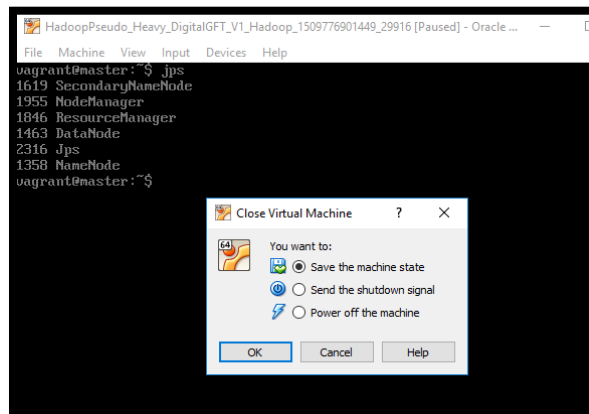 HadoopPseudo_Heavy_DigitalGFT_V1_Hadoop_1509776901449_29916 [Paused] - Oracle ...
File Machine View Input Devices Help
vagrant@master:~$ jps
1619 SecondaryNameNode
1955 NodeManager
1846 ResourceManager
1463 DataNode
2316 Jps
1358 NameNode
vagrant@master:~$
Close Virtual Machine ?
64
You want to:
Save the machine state
Send the shutdown signal
Power off the machine
OK Cancel Help